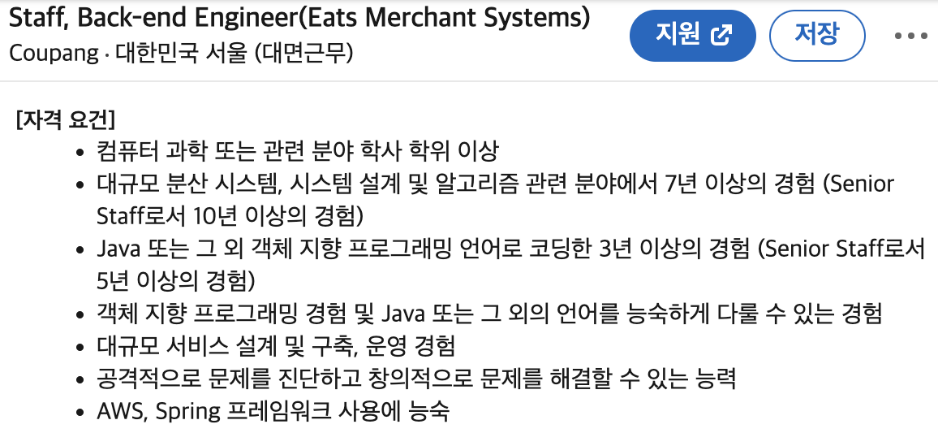 Staff, Back-end Engineer(Eats Merchant Systems)
Coupang · 대한민국 서울 (대면근무)
지원
저장
[자격 요건]
• 컴퓨터 과학 또는 관련 분야 학사 학위 이상
• 대규모 분산 시스템, 시스템 설계 및 알고리즘 관련 분야에서 7년 이상의 경험 (Senior
Staff로서 10년 이상의 경험)
• Java 또는 그 외 객체 지향 프로그래밍 언어로 코딩한 3년 이상의 경험 (Senior Staff로서
5년 이상의 경험)
• 객체 지향 프로그래밍 경험 및 Java 또는 그 외의 언어를 능숙하게 다룰 수 있는 경험
• 대규모 서비스 설계 및 구축, 운영 경험
• 공격적으로 문제를 진단하고 창의적으로 문제를 해결할 수 있는 능력
• AWS, Spring 프레임워크 사용에 능숙